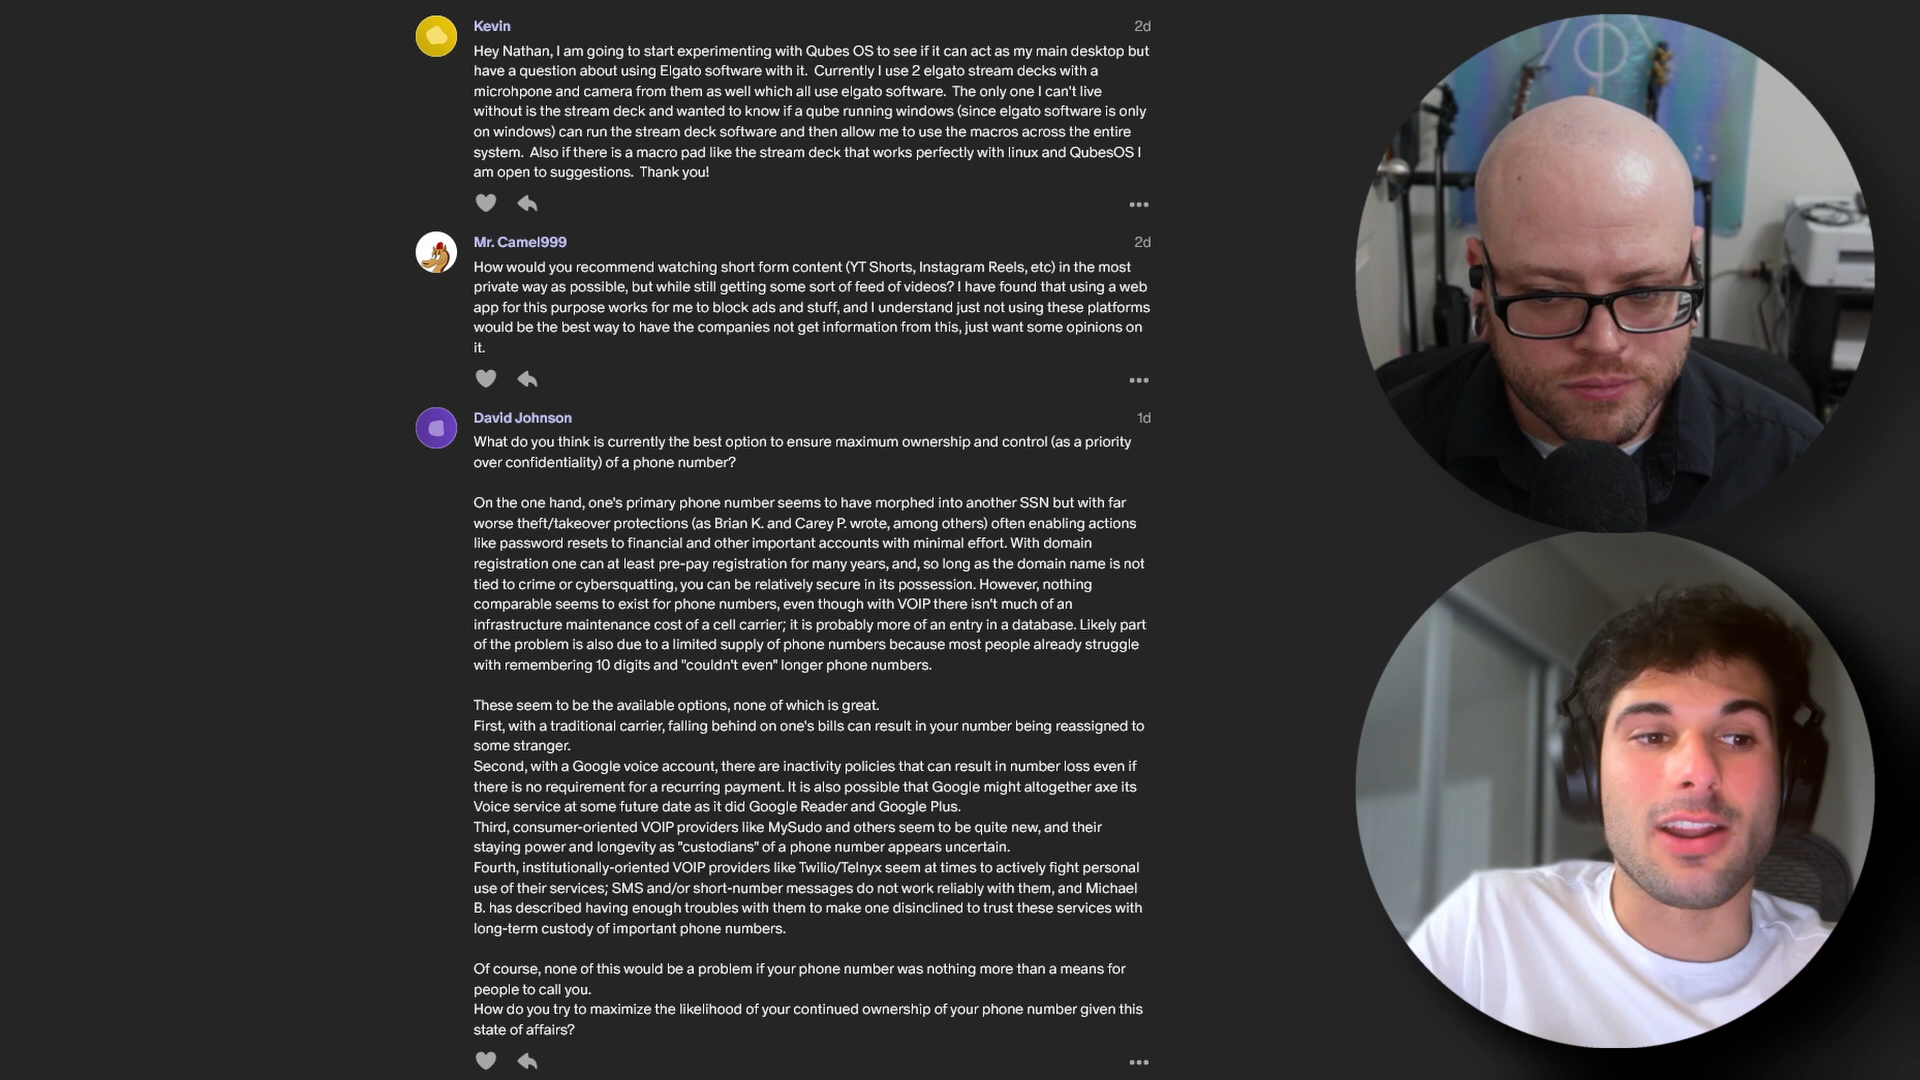 Kevin
2d
Hey Nathan, I am going to start experimenting with Qubes OS to see if it can act as my main desktop but
have a question about using Elgato software with it.  Currently I use 2 elgato stream decks with a
microhpone and camera from them as well which all use elgato software.  The only one I can't live
without is the stream deck and wanted to know if a qube running windows (since elgato software is only
on windows) can run the stream deck software and then allow me to use the macros across the entire
system.  Also if there is a macro pad like the stream deck that works perfectly with linux and QubesOS I
am open to suggestions.  Thank you!
Mr. Camel999
2d
How would you recommend watching short form content (YT Shorts, Instagram Reels, etc) in the most
private way as possible, but while still getting some sort of feed of videos? I have found that using a web
app for this purpose works for me to block ads and stuff, and I understand just not using these platforms
would be the best way to have the companies not get information from this, just want some opinions on
it.
David Johnson
1d
What do you think is currently the best option to ensure maximum ownership and control (as a priority
over confidentiality) of a phone number?
On the one hand, one's primary phone number seems to have morphed into another SSN but with far
worse theft/takeover protections (as Brian K. and Carey P. wrote, among others) often enabling actions
like password resets to financial and other important accounts with minimal effort. With domain
registration one can at least pre-pay registration for many years, and, so long as the domain name is not
tied to crime or cybersquatting, you can be relatively secure in its possession. However, nothing
comparable seems to exist for phone numbers, even though with VOIP there isn't much of an
infrastructure maintenance cost of a cell carrier; it is probably more of an entry in a database. Likely part
of the problem is also due to a limited supply of phone numbers because most people already struggle
with remembering 10 digits and "couldn't even" longer phone numbers.
These seem to be the available options, none of which is great.
First, with a traditional carrier, falling behind on one's bills can result in your number being reassigned to
some stranger.
Second, with a Google voice account, there are inactivity policies that can result in number loss even if
there is no requirement for a recurring payment. It is also possible that Google might altogether axe its
Voice service at some future date as it did Google Reader and Google Plus.
Third, consumer-oriented VOIP providers like MySudo and others seem to be quite new, and their
staying power and longevity as "custodians" of a phone number appears uncertain.
Fourth, institutionally-oriented VOIP providers like Twilio/Telnyx seem at times to actively fight personal
use of their services; SMS and/or short-number messages do not work reliably with them, and Michael
B. has described having enough troubles with them to make one disinclined to trust these services with
long-term custody of important phone numbers.
Of course, none of this would be a problem if your phone number was nothing more than a means for
people to call you.
How do you try to maximize the likelihood of your continued ownership of your phone number given this
state of affairs?